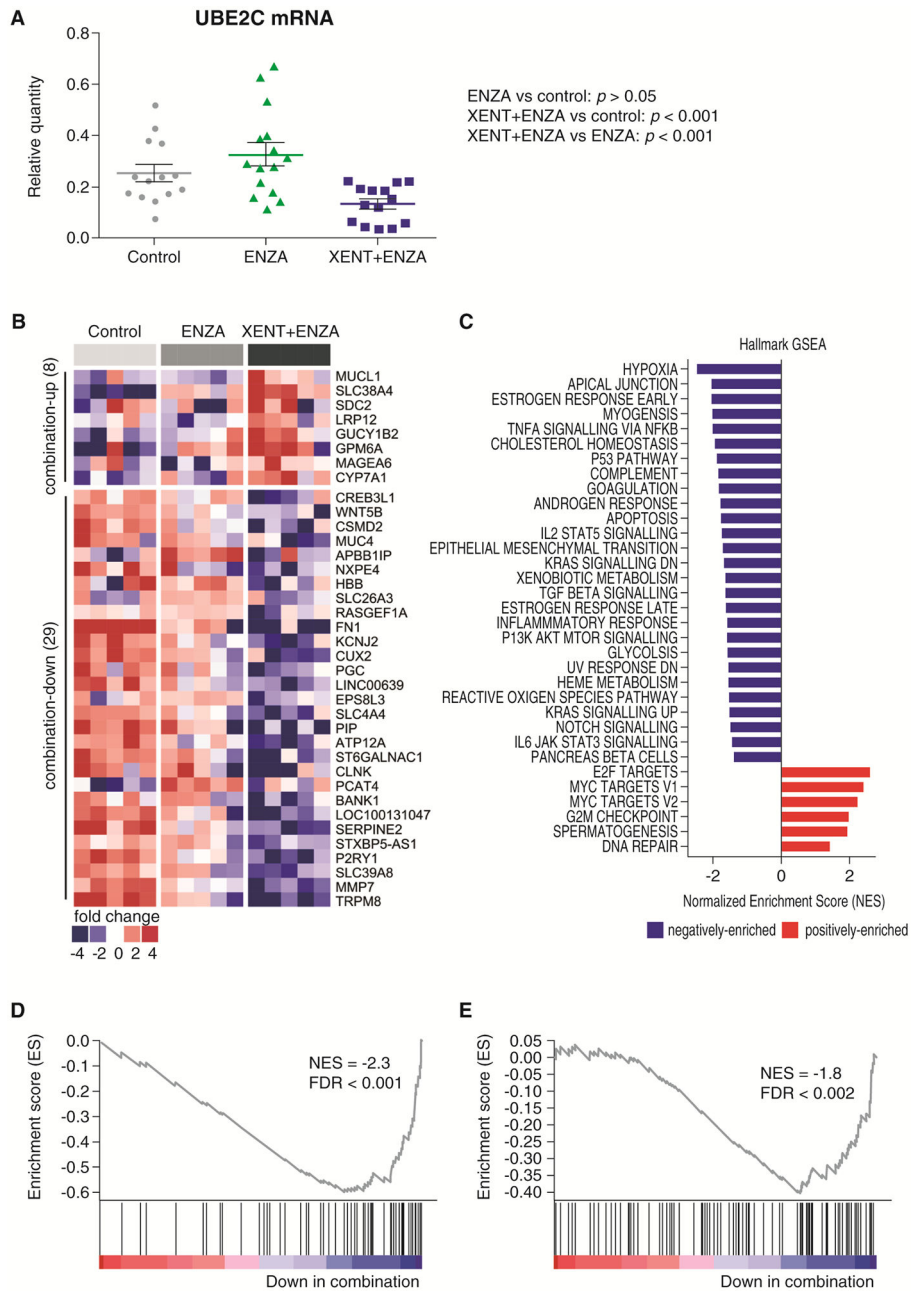 A
UBE2C mRNA
Relative quantity
0.8
0.6
0.4
0.2
0.0
Control
ENZA
XENT+ENZA
ENZA vs control: p > 0.05
XENT+ENZA vs control: p < 0.001
XENT+ENZA vs ENZA: p < 0.001
B
Control
ENZA
XENT+ENZA
combination-up (8)
MUCL1
SLC38A4
SDC2
LRP12
GUCY1B2
GPM6A
MAGEA6
CYP7A1
combination-down (29)
CREB3L1
WNT5B
CSMD2
MUC4
APBB1IP
NXPE4
HBB
SLC26A3
RASGEF1A
FN1
KCNJ2
CUX2
PGC
LINC00639
EPS8L3
SLC4A4
PIP
ATP12A
ST6GALNAC1
CLNK
PCAT4
BANK1
LOC100131047
SERPINE2
STXBP5-AS1
P2RY1
SLC39A8
MMP7
TRPM8
fold change
-4 -2 0 2 4
C
Hallmark GSEA
HYPOXIA
APICAL JUNCTION
ESTROGEN RESPONSE EARLY
MYOGENSIS
TNFA SIGNALLING VIA NFKB
CHOLESTEROL HOMEOSTASIS
P53 PATHWAY
COMPLEMENT
GOAGULATION
ANDROGEN RESPONSE
APOPTOSIS
IL2 STAT5 SIGNALLING
EPITHELIAL MESENCHYMAL TRANSITION
KRAS SIGNALLING DN
XENOBIOTIC METABOLISM
TGF BETA SIGNALLING
ESTROGEN RESPONSE LATE
INFLAMMMATORY RESPONSE
P13K AKT MTOR SIGNALLING
GLYCOLSIS
UV RESPONSE DN
HEME METABOLISM
REACTIVE OXIGEN SPECIES PATHWAY
KRAS SIGNALLING UP
NOTCH SIGNALLING
IL6 JAK STAT3 SIGNALLING
PANCREAS BETA CELLS
E2F TARGETS
MYC TARGETS V1
MYC TARGETS V2
G2M CHECKPOINT
SPERMATOGENESIS
DNA REPAIR
-2 0 2
Normalized Enrichment Score (NES)
negatively-enriched positively-enriched
D
Enrichment score (ES)
0.0
-0.1
-0.2
-0.3
-0.4
-0.5
-0.6
NES = -2.3
FDR < 0.001
Down in combination
E
Enrichment score (ES)
0.05
0.00
-0.05
-0.10
-0.15
-0.20
-0.25
-0.30
-0.35
-0.40
NES = -1.8
FDR < 0.002
Down in combination